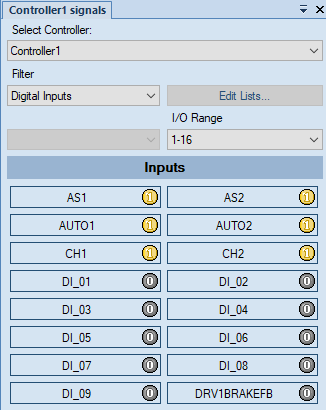 Controller1 signals
Select Controller:
Controller1
Filter
Digital Inputs
Edit Lists...
I/O Range
1-16
Inputs
AS1 1 AS2 1
AUTO1 1 AUTO2 1
CH1 1 CH2 1
DI_01 0 DI_02 0
DI_03 0 DI_04 0
DI_05 0 DI_06 0
DI_07 0 DI_08 0
DI_09 0 DRV1BRAKEFB 0